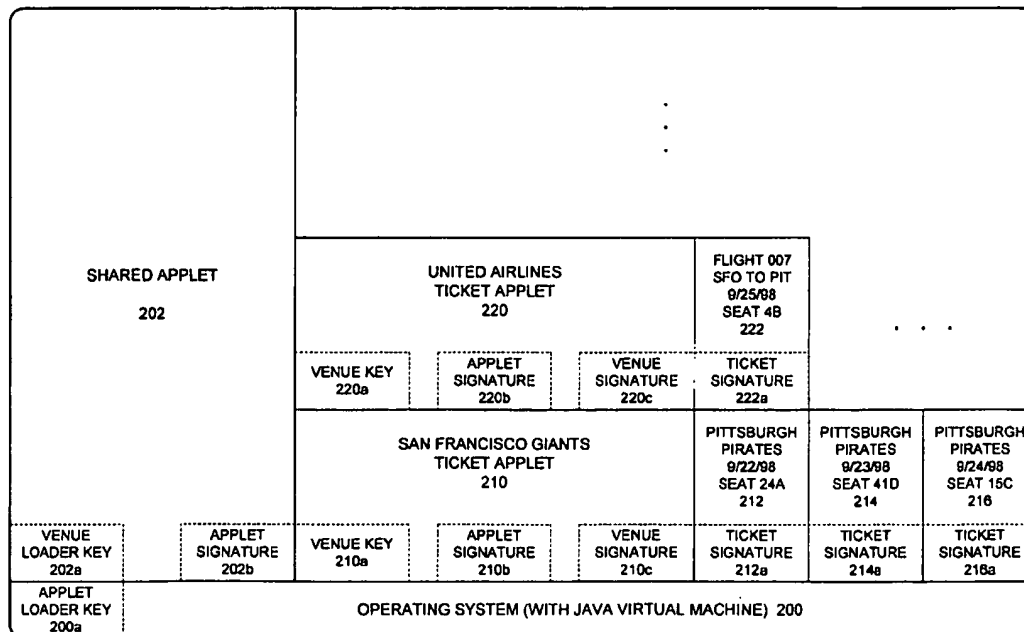 SHARED APPLET
202
UNITED AIRLINES
TICKET APPLET
220
FLIGHT 007
SFO TO PIT
9/25/98
SEAT 4B
222
VENUE KEY
220a
APPLET
SIGNATURE
220b
VENUE
SIGNATURE
220c
TICKET
SIGNATURE
222a
SAN FRANCISCO GIANTS
TICKET APPLET
210
PITTSBURGH
PIRATES
9/22/98
SEAT 24A
212
PITTSBURGH
PIRATES
9/23/98
SEAT 41D
214
PITTSBURGH
PIRATES
9/24/98
SEAT 15C
216
VENUE
LOADER KEY
202a
APPLET
SIGNATURE
202b
VENUE KEY
210a
APPLET
SIGNATURE
210b
VENUE
SIGNATURE
210c
TICKET
SIGNATURE
212a
TICKET
SIGNATURE
214a
TICKET
SIGNATURE
216a
APPLET
LOADER KEY
200a
OPERATING SYSTEM (WITH JAVA VIRTUAL MACHINE) 200